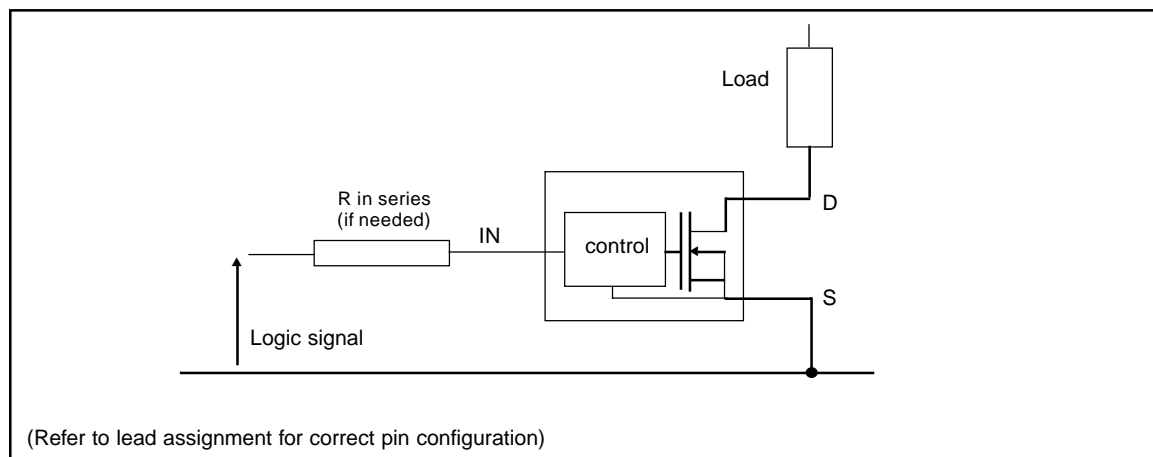 Load
R in series
(if needed)
IN
D
control
S
Logic signal
(Refer to lead assignment for correct pin configuration)